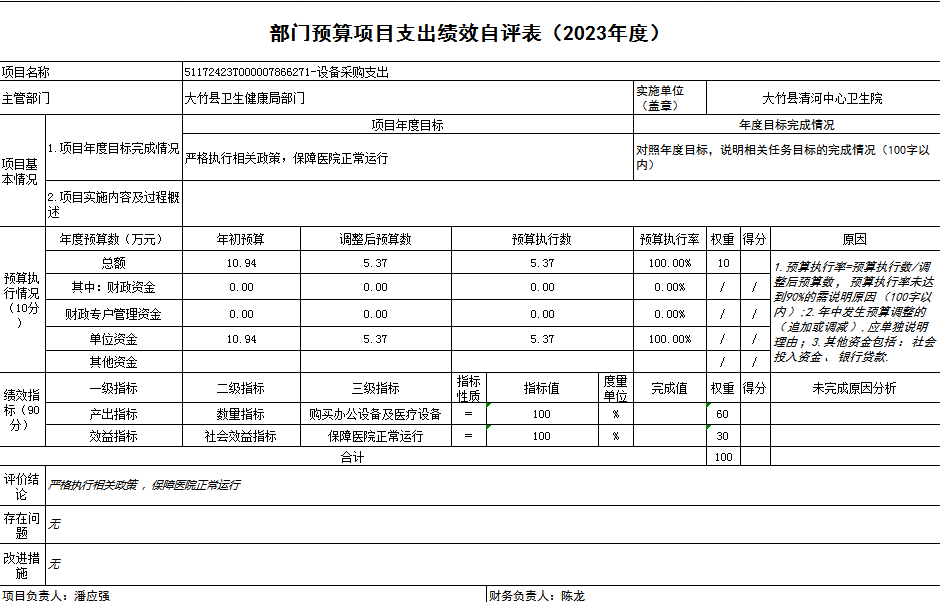 部门预算项目支出绩效自评表（2023年度）
项目名称 51172423T000007866271-设备采购支出
主管部门 大竹县卫生健康局部门 实施单位（盖章） 大竹县清河中心卫生院
项目基本情况 1.项目年度目标完成情况 项目年度目标 年度目标完成情况
严格执行相关政策，保障医院正常运行 对照年度目标，说明相关任务目标的完成情况（100字以内）
2.项目实施内容及过程概述
预算执行情况（10分） 年度预算数（万元） 年初预算 调整后预算数 预算执行数 预算执行率 权重 得分 原因
总额 10.94 5.37 5.37 100.00% 10
其中：财政资金 0.00 0.00 0.00 0.00% / /
财政专户管理资金 0.00 0.00 0.00 0.00% / /
单位资金 10.94 5.37 5.37 100.00% / /
其他资金 / /
1.预算执行率=预算执行数/调整后预算数，预算执行率未达到90%的需说明原因（100字以内）;2.年中发生预算调整的（追加或调减）,应单独说明理由；3.其他资金包括：社会投入资金、银行贷款.
绩效指标（90分） 一级指标 二级指标 三级指标 指标性质 指标值 度量单位 完成值 权重 得分 未完成原因分析
产出指标 数量指标 购买办公设备及医疗设备 = 100 % 60
效益指标 社会效益指标 保障医院正常运行 = 100 % 30
合计 100
评价结论 严格执行相关政策，保障医院正常运行
存在问题 无
改进措施 无
项目负责人：潘应强 财务负责人：陈龙